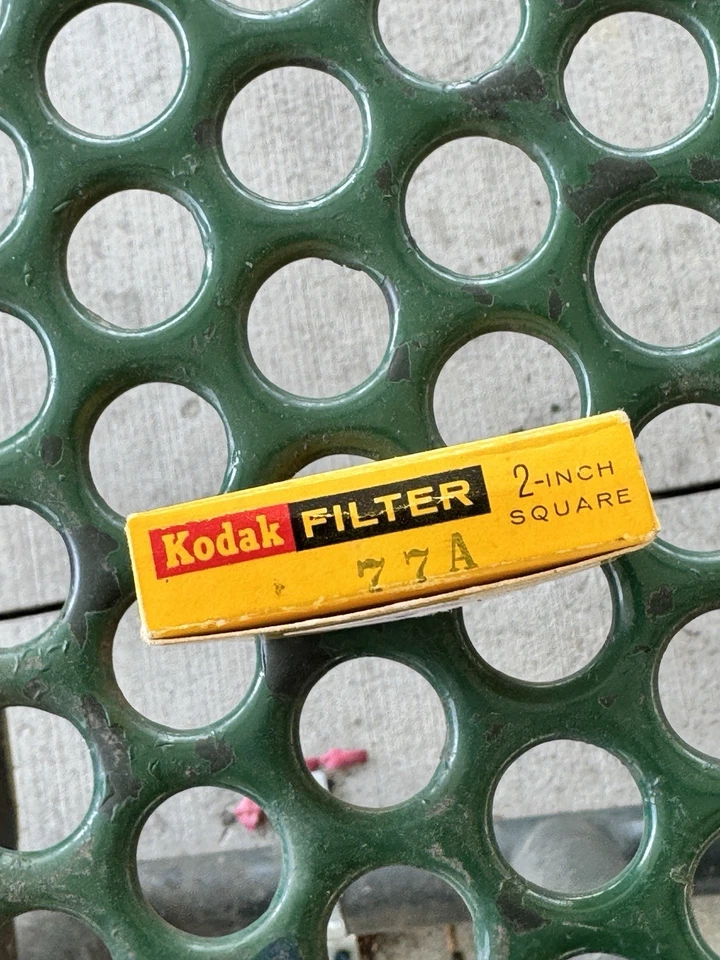 Kodak FILTER 2-INCH
SQUARE
77A